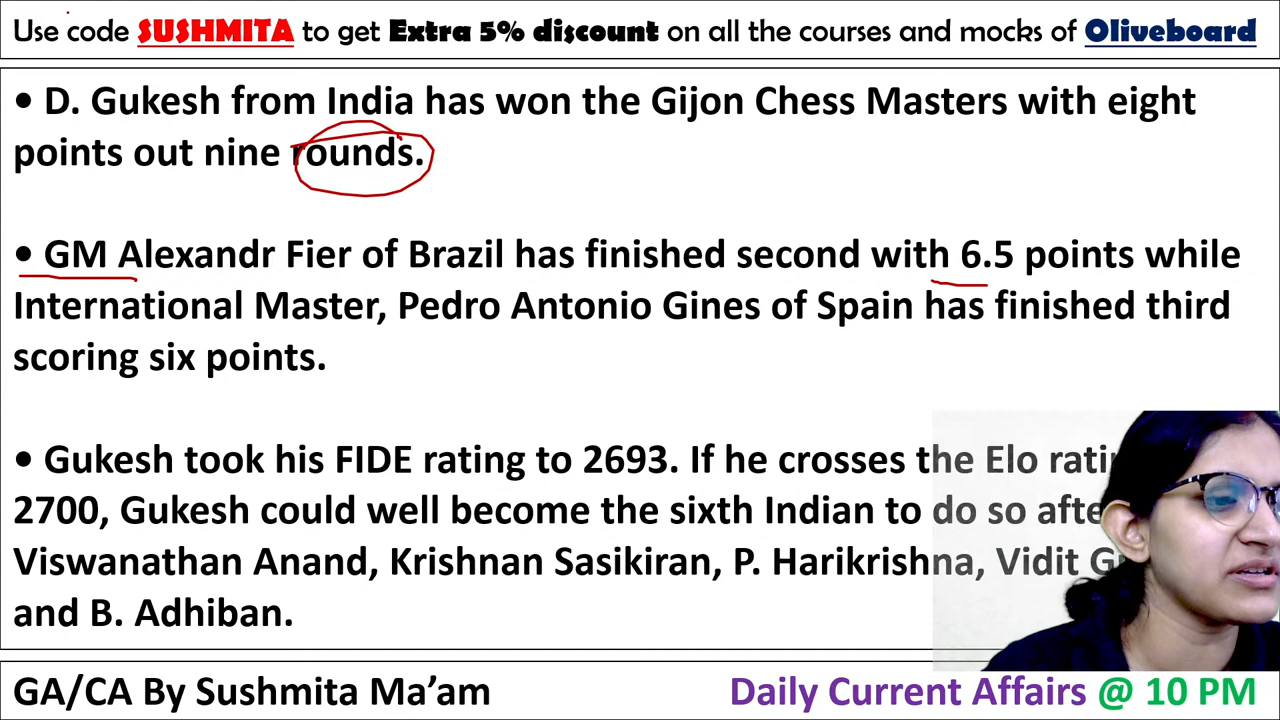 Use code SUSHMITA to get Extra 5% discount on all the courses and mocks of Oliveboard
• D. Gukesh from India has won the Gijon Chess Masters with eight
points out nine rounds.
• GM Alexandr Fier of Brazil has finished second with 6.5 points while
International Master, Pedro Antonio Gines of Spain has finished third
scoring six points.
• Gukesh took his FIDE rating to 2693. If he crosses the Elo
2700, Gukesh could well become the sixth Indian to do so
Viswanathan Anand, Krishnan Sasikiran, P. Harikrishna, Vidit
and B. Adhiban.
GA/CA By Sushmita Ma’am
Daily Current Affairs @ 10 PM